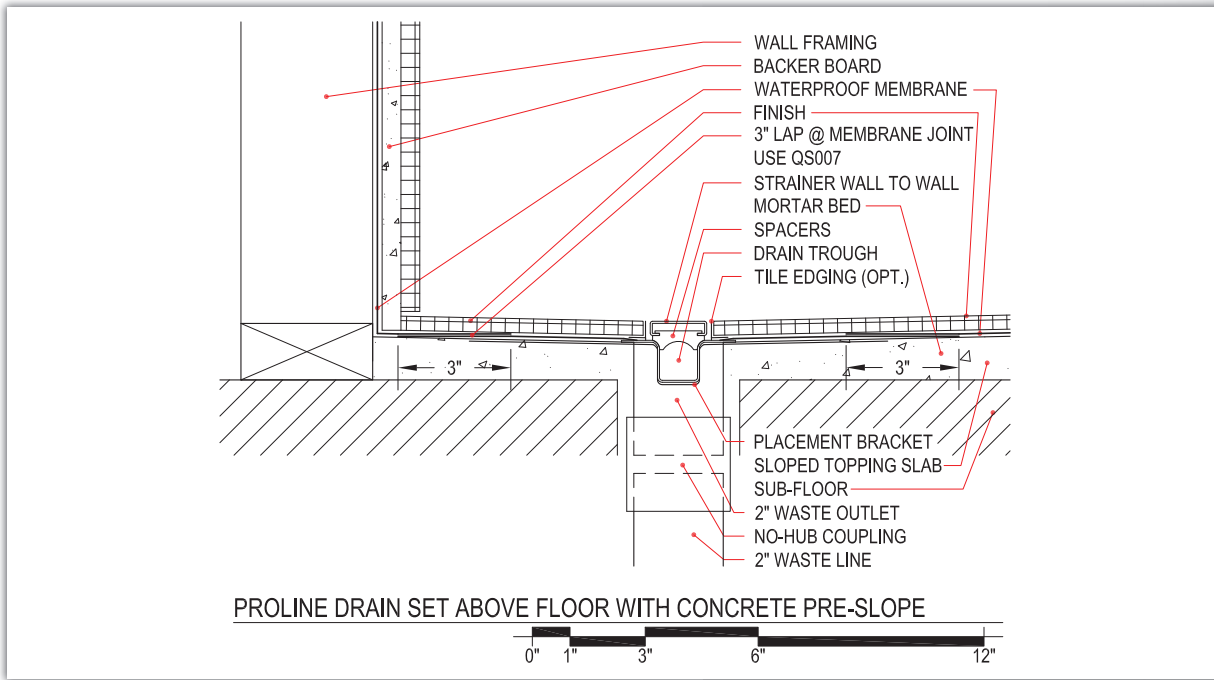 WALL FRAMING
BACKER BOARD
WATERPROOF MEMBRANE
FINISH
3" LAP @ MEMBRANE JOINT
USE QS007
STRAINER WALL TO WALL
MORTAR BED
SPACERS
DRAIN TROUGH
TILE EDGING (OPT.)
3"
3"
PLACEMENT BRACKET
SLOPED TOPPING SLAB
SUB-FLOOR
2" WASTE OUTLET
NO-HUB COUPLING
2" WASTE LINE
PROLINE DRAIN SET ABOVE FLOOR WITH CONCRETE PRE-SLOPE
0" 1" 3" 6" 12"